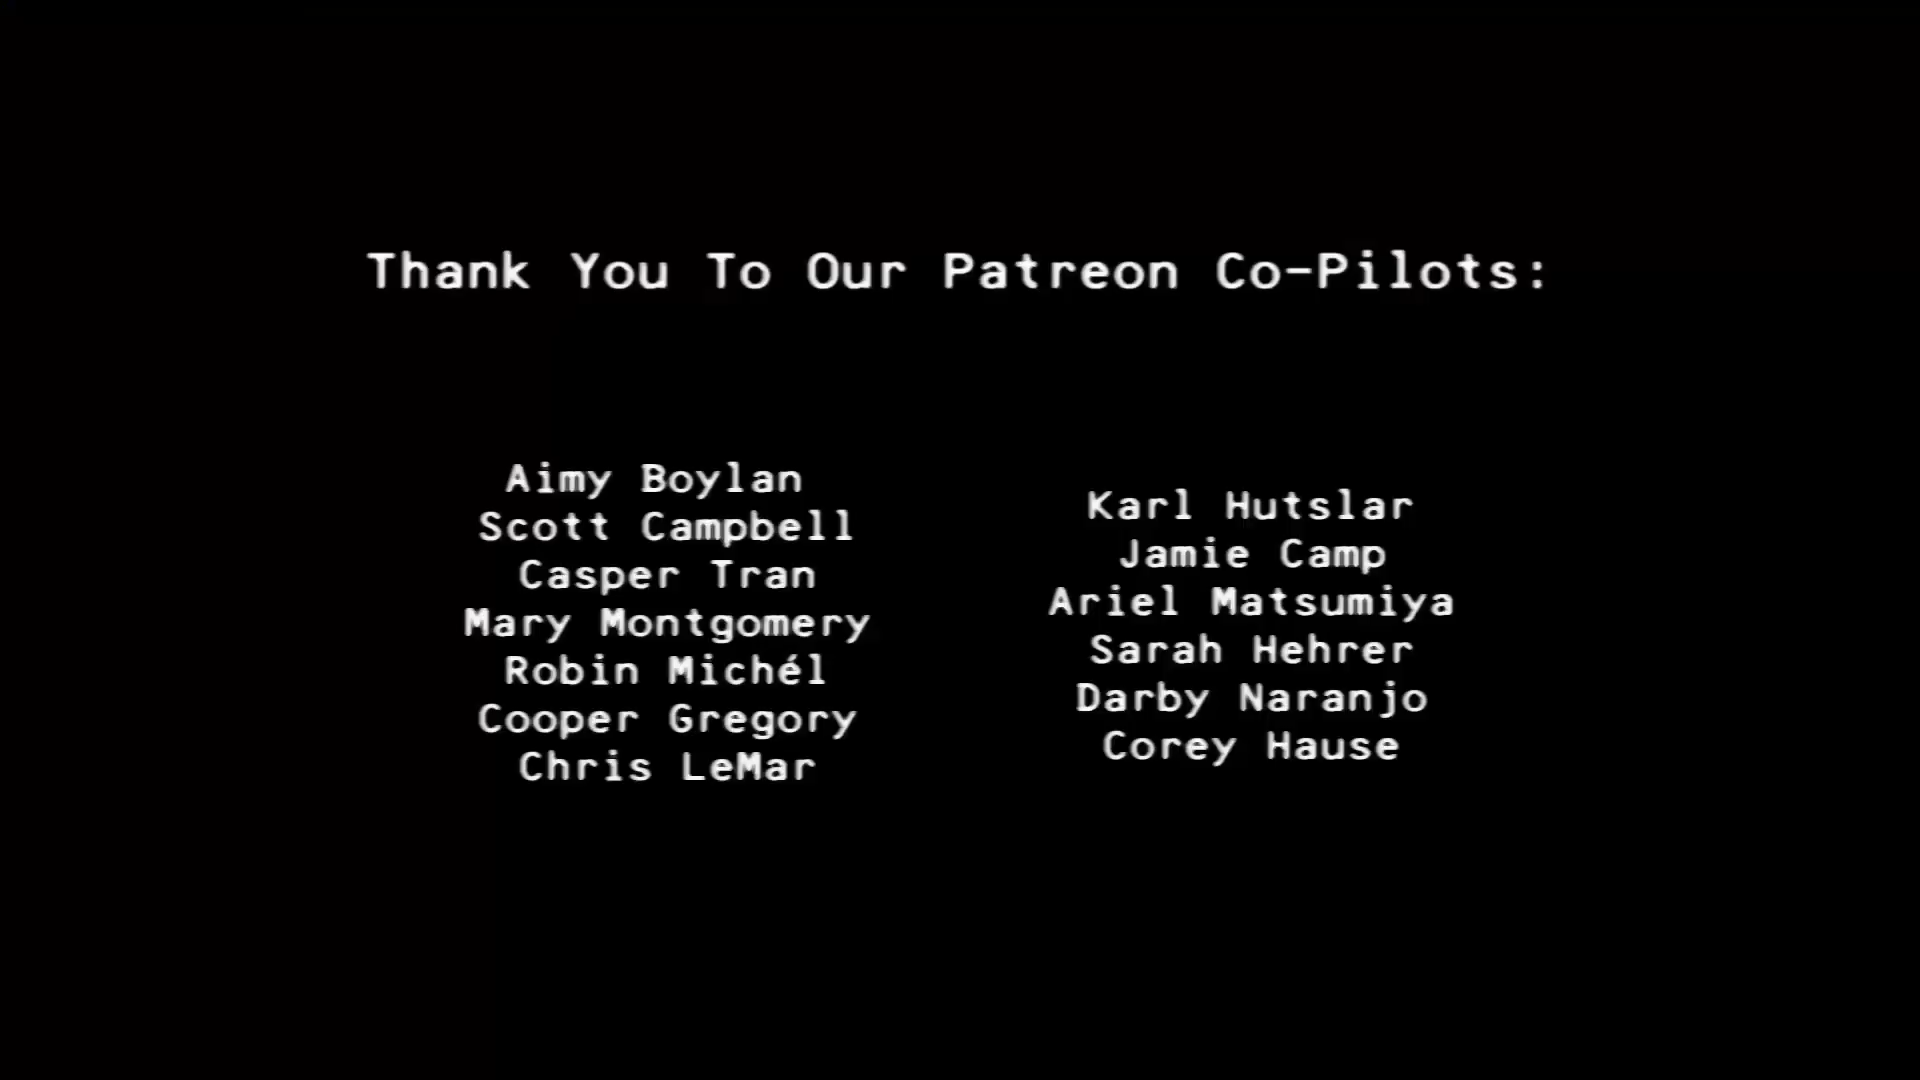 Thank You To Our Patreon Co-Pilots:
Aimy Boylan
Scott Campbell
Casper Tran
Mary Montgomery
Robin Michél
Cooper Gregory
Chris LeMar
Karl Hutslar
Jamie Camp
Ariel Matsumiya
Sarah Hehrer
Darby Naranjo
Corey Hause